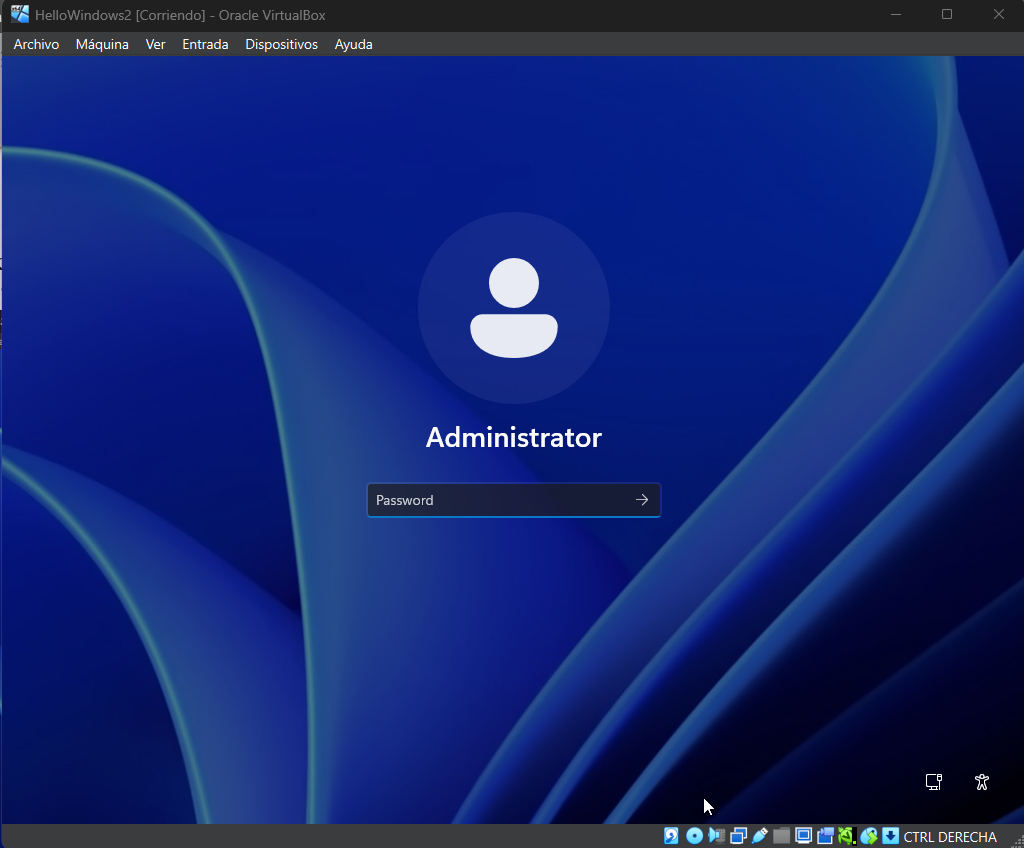 HelloWindows2 [Corriendo] - Oracle VirtualBox
Archivo Máquina Ver Entrada Dispositivos Ayuda
Administrator
Password
CTRL DERECHA